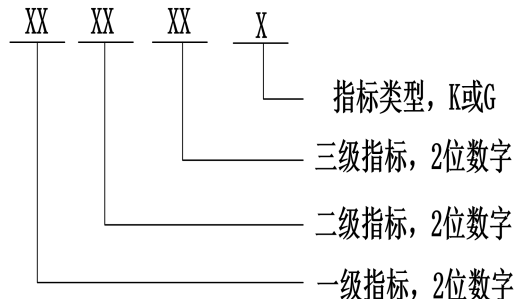 XX XX XX X
指标类型，K或G
三级指标，2位数字
二级指标，2位数字
一级指标，2位数字